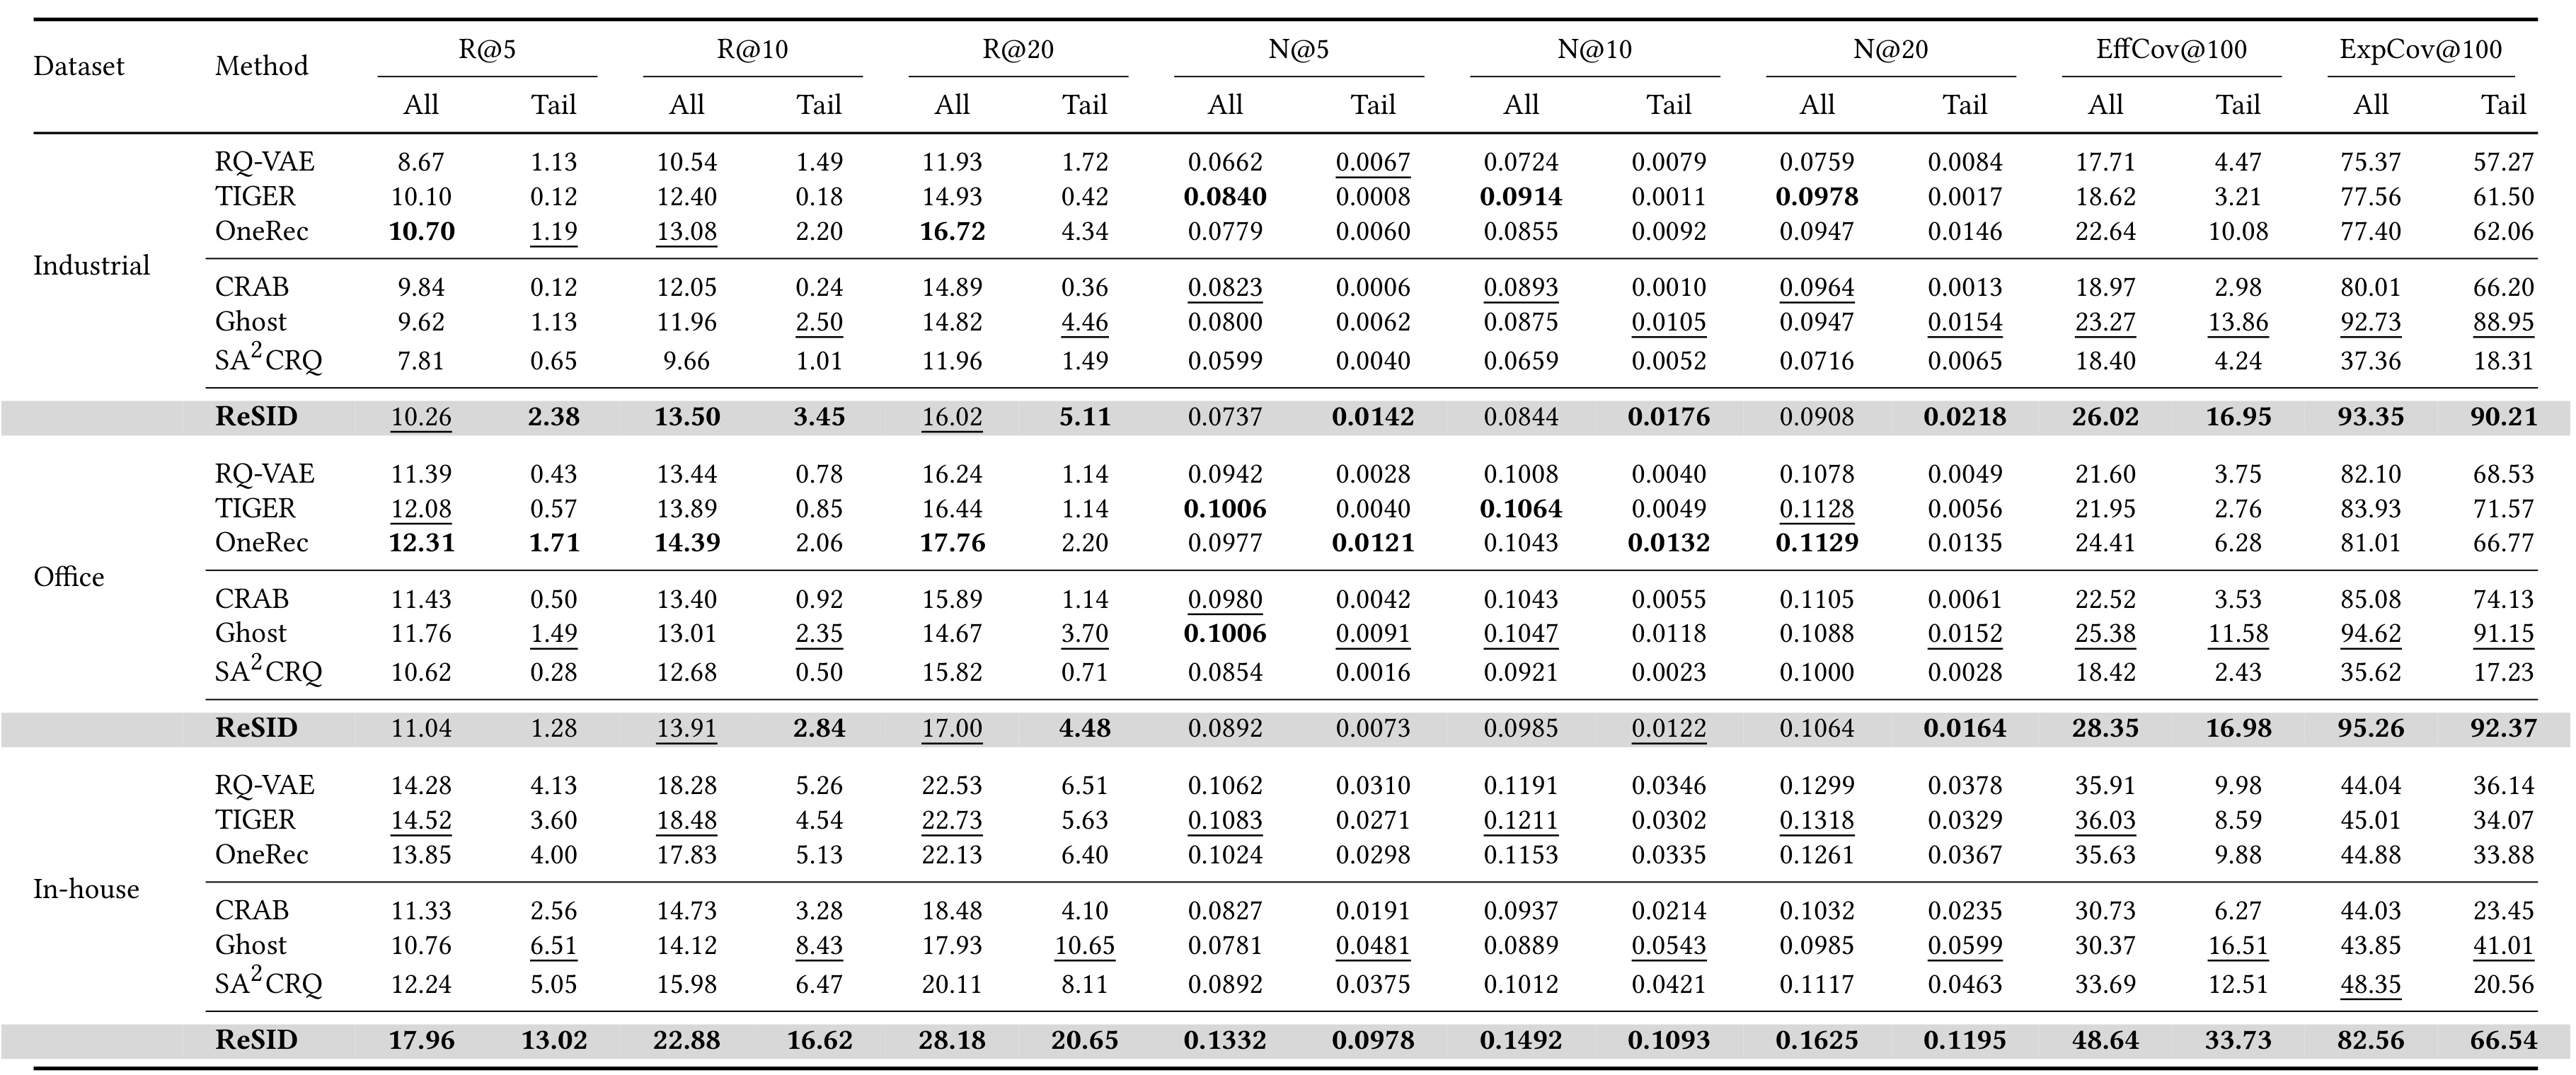 Dataset Method R@5 R@10 R@20 N@5 N@10 N@20 EffCov@100 ExpCov@100
All Tail All Tail All Tail All Tail All Tail All Tail All Tail All Tail
Industrial
RQ-VAE 8.67 1.13 10.54 1.49 11.93 1.72 0.0662 0.0067 0.0724 0.0079 0.0759 0.0084 17.71 4.47 75.37 57.27
TIGER 10.10 0.12 12.40 0.18 14.93 0.42 0.0840 0.0008 0.0914 0.0011 0.0978 0.0017 18.62 3.21 77.56 61.50
OneRec 10.70 1.19 13.08 2.20 16.72 4.34 0.0779 0.0060 0.0855 0.0092 0.0947 0.0146 22.64 10.08 77.40 62.06
CRAB 9.84 0.12 12.05 0.24 14.89 0.36 0.0823 0.0006 0.0893 0.0010 0.0964 0.0013 18.97 2.98 80.01 66.20
Ghost 9.62 1.13 11.96 2.50 14.82 4.46 0.0800 0.0062 0.0875 0.0105 0.0947 0.0154 23.27 13.86 92.73 88.95
SA²CRQ 7.81 0.65 9.66 1.01 11.96 1.49 0.0599 0.0040 0.0659 0.0052 0.0716 0.0065 18.40 4.24 37.36 18.31
ReSID 10.26 2.38 13.50 3.45 16.02 5.11 0.0737 0.0142 0.0844 0.0176 0.0908 0.0218 26.02 16.95 93.35 90.21
Office
RQ-VAE 11.39 0.43 13.44 0.78 16.24 1.14 0.0942 0.0028 0.1008 0.0040 0.1078 0.0049 21.60 3.75 82.10 68.53
TIGER 12.08 0.57 13.89 0.85 16.44 1.14 0.1006 0.0040 0.1064 0.0049 0.1128 0.0056 21.95 2.76 83.93 71.57
OneRec 12.31 1.71 14.39 2.06 17.76 2.20 0.0977 0.0121 0.1043 0.0132 0.1129 0.0135 24.41 6.28 81.01 66.77
CRAB 11.43 0.50 13.40 0.92 15.89 1.14 0.0980 0.0042 0.1043 0.0055 0.1105 0.0061 22.52 3.53 85.08 74.13
Ghost 11.76 1.49 13.01 2.35 14.67 3.70 0.1006 0.0091 0.1047 0.0118 0.1088 0.0152 25.38 11.58 94.62 91.15
SA²CRQ 10.62 0.28 12.68 0.50 15.82 0.71 0.0854 0.0016 0.0921 0.0023 0.1000 0.0028 18.42 2.43 35.62 17.23
ReSID 11.04 1.28 13.91 2.84 17.00 4.48 0.0892 0.0073 0.0985 0.0122 0.1064 0.0164 28.35 16.98 95.26 92.37
In-house
RQ-VAE 14.28 4.13 18.28 5.26 22.53 6.51 0.1062 0.0310 0.1191 0.0346 0.1299 0.0378 35.91 9.98 44.04 36.14
TIGER 14.52 3.60 18.48 4.54 22.73 5.63 0.1083 0.0271 0.1211 0.0302 0.1318 0.0329 36.03 8.59 45.01 34.07
OneRec 13.85 4.00 17.83 5.13 22.13 6.40 0.1024 0.0298 0.1153 0.0335 0.1261 0.0367 35.63 9.88 44.88 33.88
CRAB 11.33 2.56 14.73 3.28 18.48 4.10 0.0827 0.0191 0.0937 0.0214 0.1032 0.0235 30.73 6.27 44.03 23.45
Ghost 10.76 6.51 14.12 8.43 17.93 10.65 0.0781 0.0481 0.0889 0.0543 0.0985 0.0599 30.37 16.51 43.85 41.01
SA²CRQ 12.24 5.05 15.98 6.47 20.11 8.11 0.0892 0.0375 0.1012 0.0421 0.1117 0.0463 33.69 12.51 48.35 20.56
ReSID 17.96 13.02 22.88 16.62 28.18 20.65 0.1332 0.0978 0.1492 0.1093 0.1625 0.1195 48.64 33.73 82.56 66.54